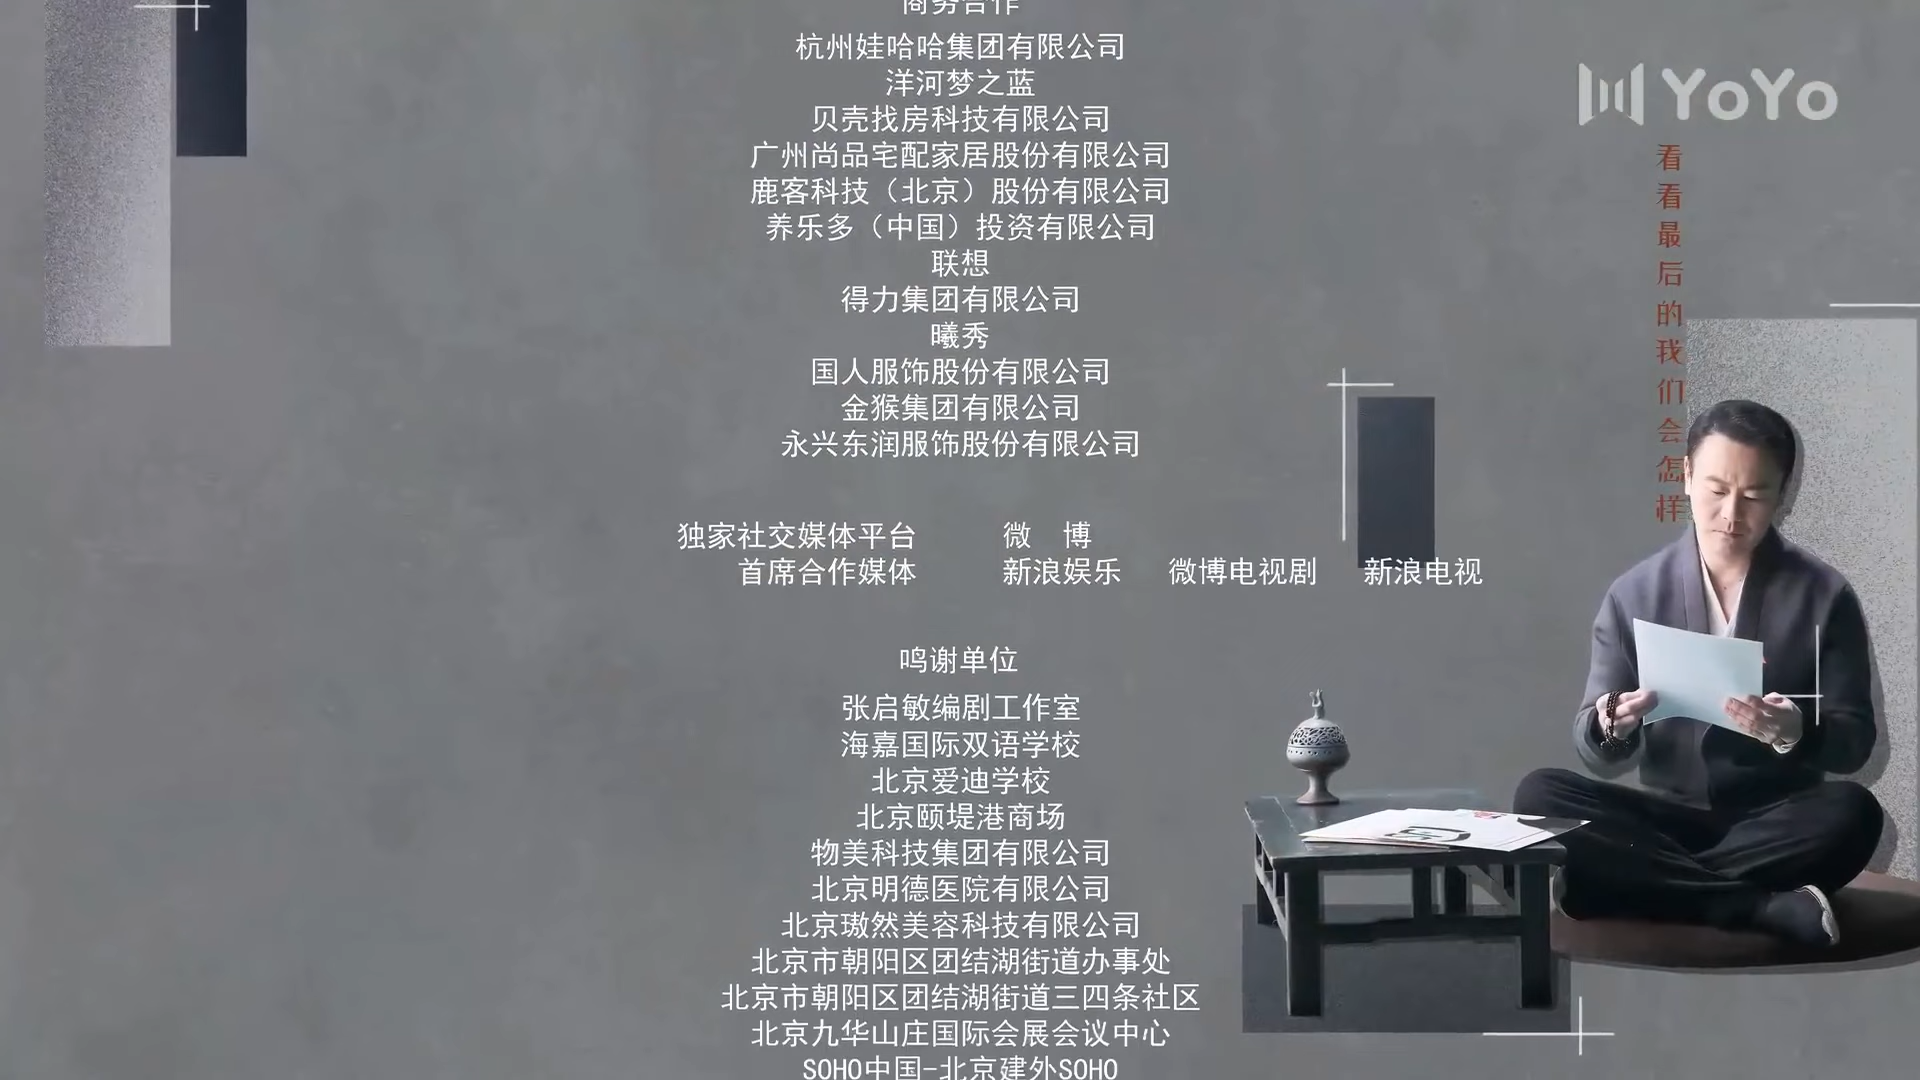 商务合作
杭州娃哈哈集团有限公司
洋河梦之蓝
贝壳找房科技有限公司
广州尚品宅配家居股份有限公司
鹿客科技（北京）股份有限公司
养乐多（中国）投资有限公司
联想
得力集团有限公司
曦秀
国人服饰股份有限公司
金猴集团有限公司
永兴东润服饰股份有限公司
独家社交媒体平台 微 博
首席合作媒体 新浪娱乐 微博电视剧 新浪电视
鸣谢单位
张启敏编剧工作室
海嘉国际双语学校
北京爱迪学校
北京颐堤港商场
物美科技集团有限公司
北京明德医院有限公司
北京璈然美容科技有限公司
北京市朝阳区团结湖街道办事处
北京市朝阳区团结湖街道三四条社区
北京九华山庄国际会展会议中心
SOHO中国-北京建外SOHO
YoYo
看看最后的我们会怎样